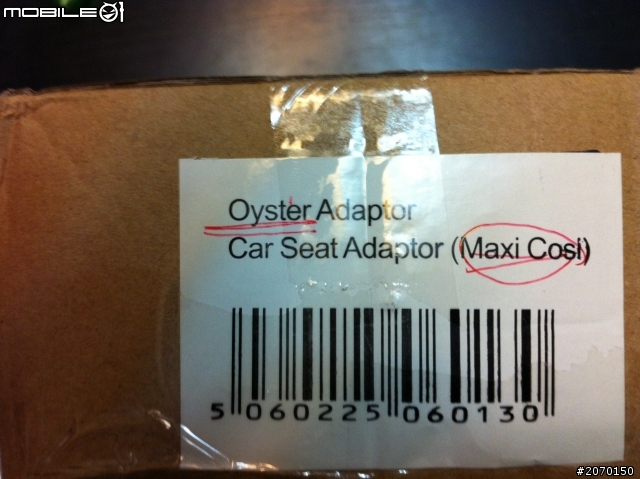 MOBILE01
Oyster Adaptor
Car Seat Adaptor (Maxi Cosi)
5 060225 060130
#2070150